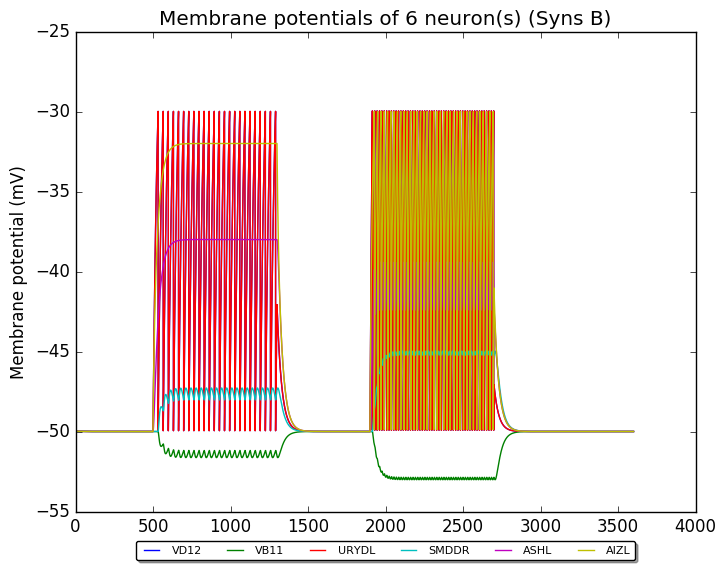 Membrane potentials of 6 neuron(s) (Syns B)
−25
−30
−35
−40
−45
−50
−55
Membrane potential (mV)
0 500 1000 1500 2000 2500 3000 3500 4000
VD12 VB11 URYDL SMDDR ASHL AIZL